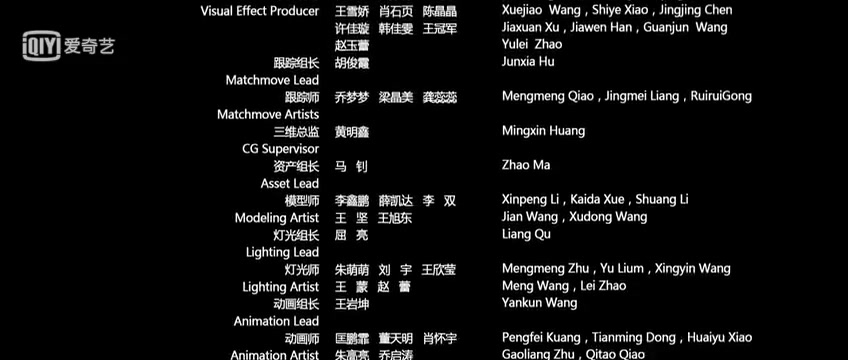 Visual Effect Producer 王雪娇 肖石页 陈晶晶 Xuejiao Wang , Shiye Xiao , Jingjing Chen
许佳璇 韩佳雯 王冠军 Jiaxuan Xu , Jiawen Han , Guanjun Wang
iQIYI 爱奇艺
赵玉蕾 Yulei Zhao
跟踪组长 胡俊霞 Junxia Hu
Matchmove Lead
跟踪师 乔梦梦 梁晶美 龚蕊蕊 Mengmeng Qiao , Jingmei Liang , RuiruiGong
Matchmove Artists
三维总监 黄明鑫 Mingxin Huang
CG Supervisor
资产组长 马 钊 Zhao Ma
Asset Lead
模型师 李鑫鹏 薛凯达 李 双 Xinpeng Li , Kaida Xue , Shuang Li
Modeling Artist 王 坚 王旭东 Jian Wang , Xudong Wang
灯光组长 屈 亮 Liang Qu
Lighting Lead
灯光师 朱萌萌 刘 宇 王欣莹 Mengmeng Zhu , Yu Lium , Xingyin Wang
Lighting Artist 王 蒙 赵 蕾 Meng Wang , Lei Zhao
动画组长 王岩坤 Yankun Wang
Animation Lead
动画师 匡鹏霏 董天明 肖怀宇 Pengfei Kuang , Tianming Dong , Huaiyu Xiao
Animation Artist 朱高亮 乔启涛 Gaoliang Zhu , Qitao Qiao